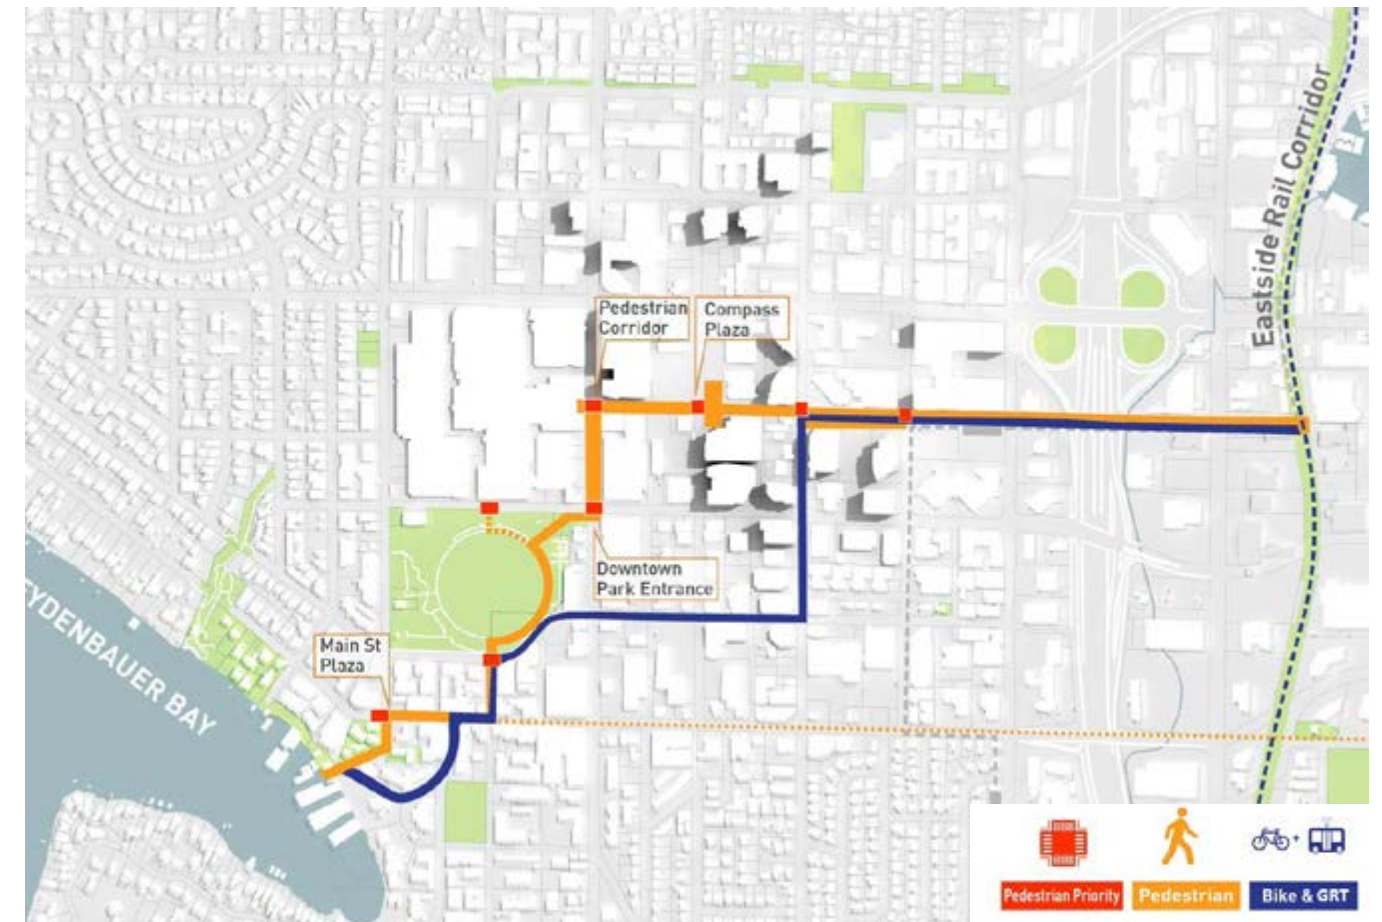 Eastside Rail Corridor
Pedestrian
Corridor
Compass
Plaza
Downtown
Park Entrance
Main St
Plaza
EYDENBAUER BAY
Pedestrian Priority
Pedestrian
+
Bike & GRT